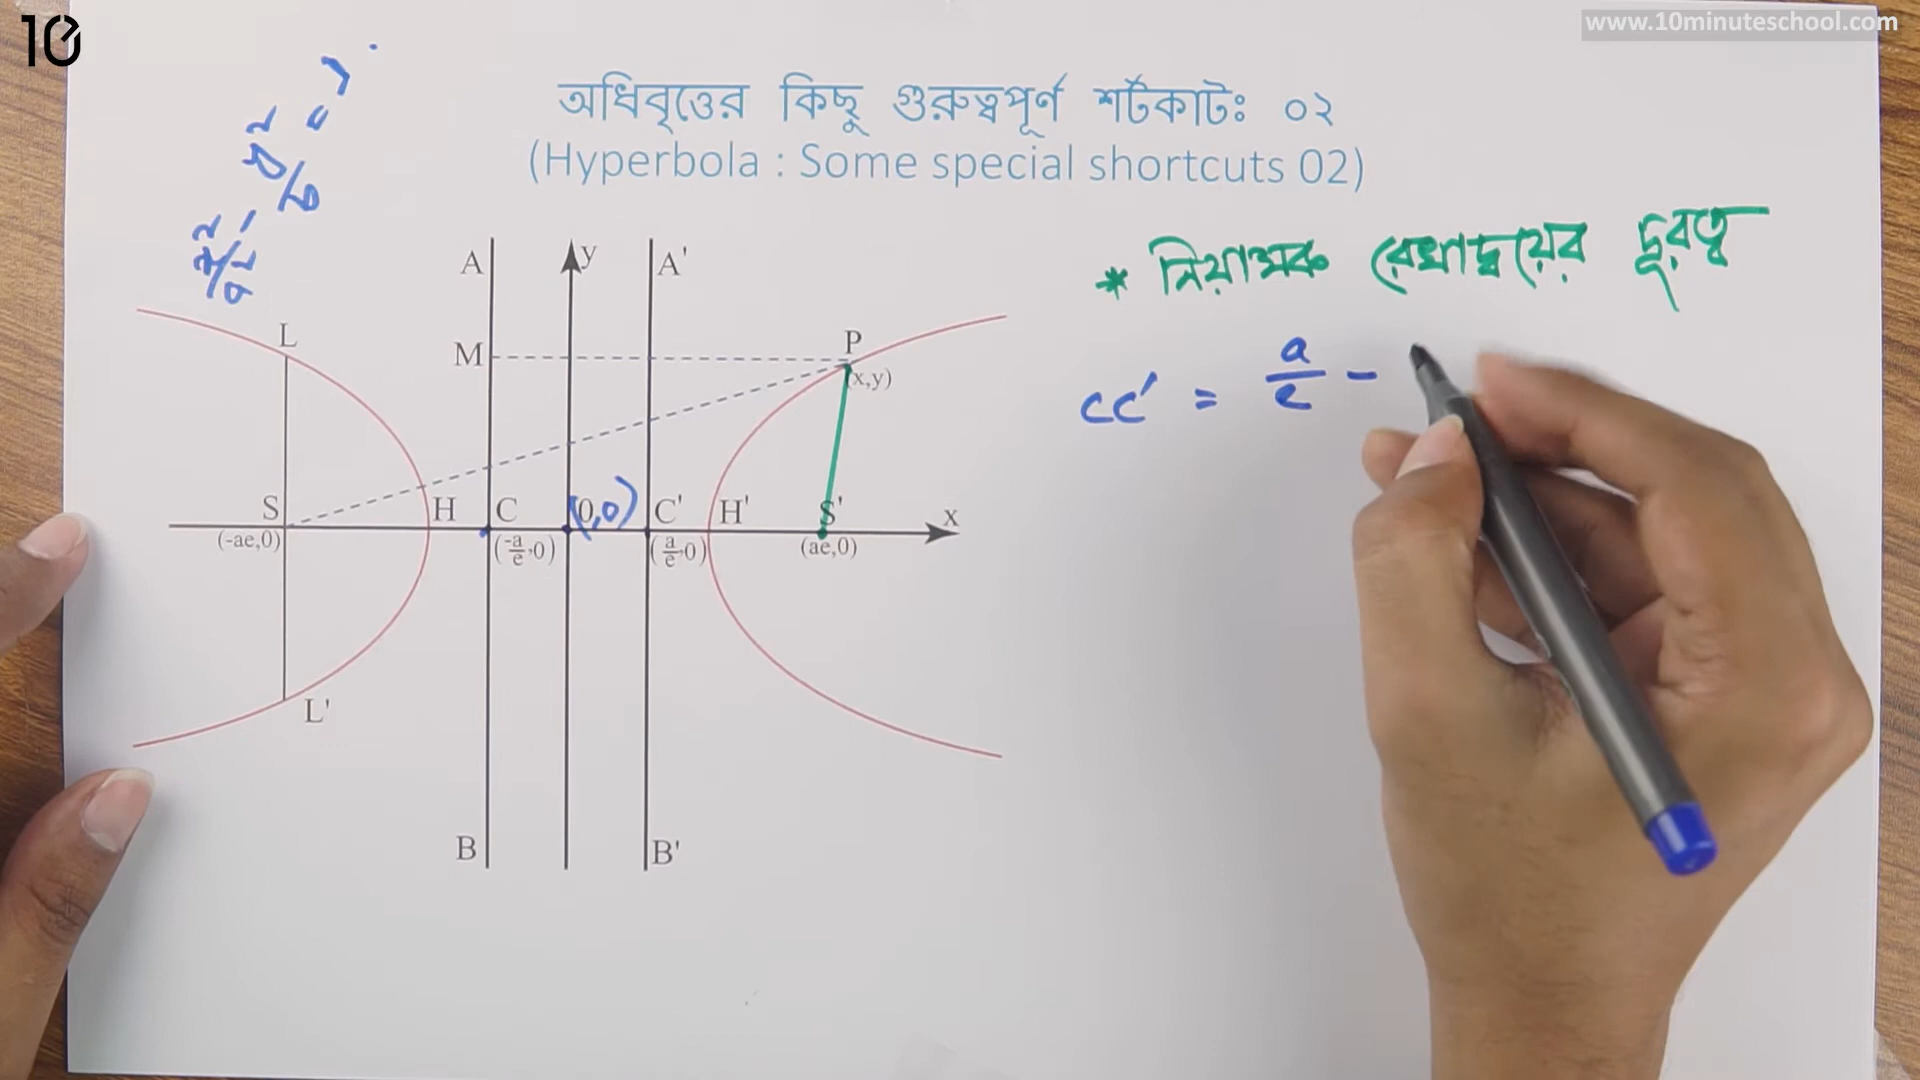 10
www.10minuteschool.com
অধিবৃত্তের কিছু গুরুত্বপূর্ণ শর্টকাটঃ ০২
(Hyperbola : Some special shortcuts 02)
* নিয়ামক রেখাদ্বয়ের দূরত্ব
CC' = a/e -
x²/a² - y²/b² = 1
A y A'
L
M P
(x,y)
S H C (0,0) C' H' S' x
(-ae,0) (-a/e,0) (a/e,0) (ae,0)
L'
B B'